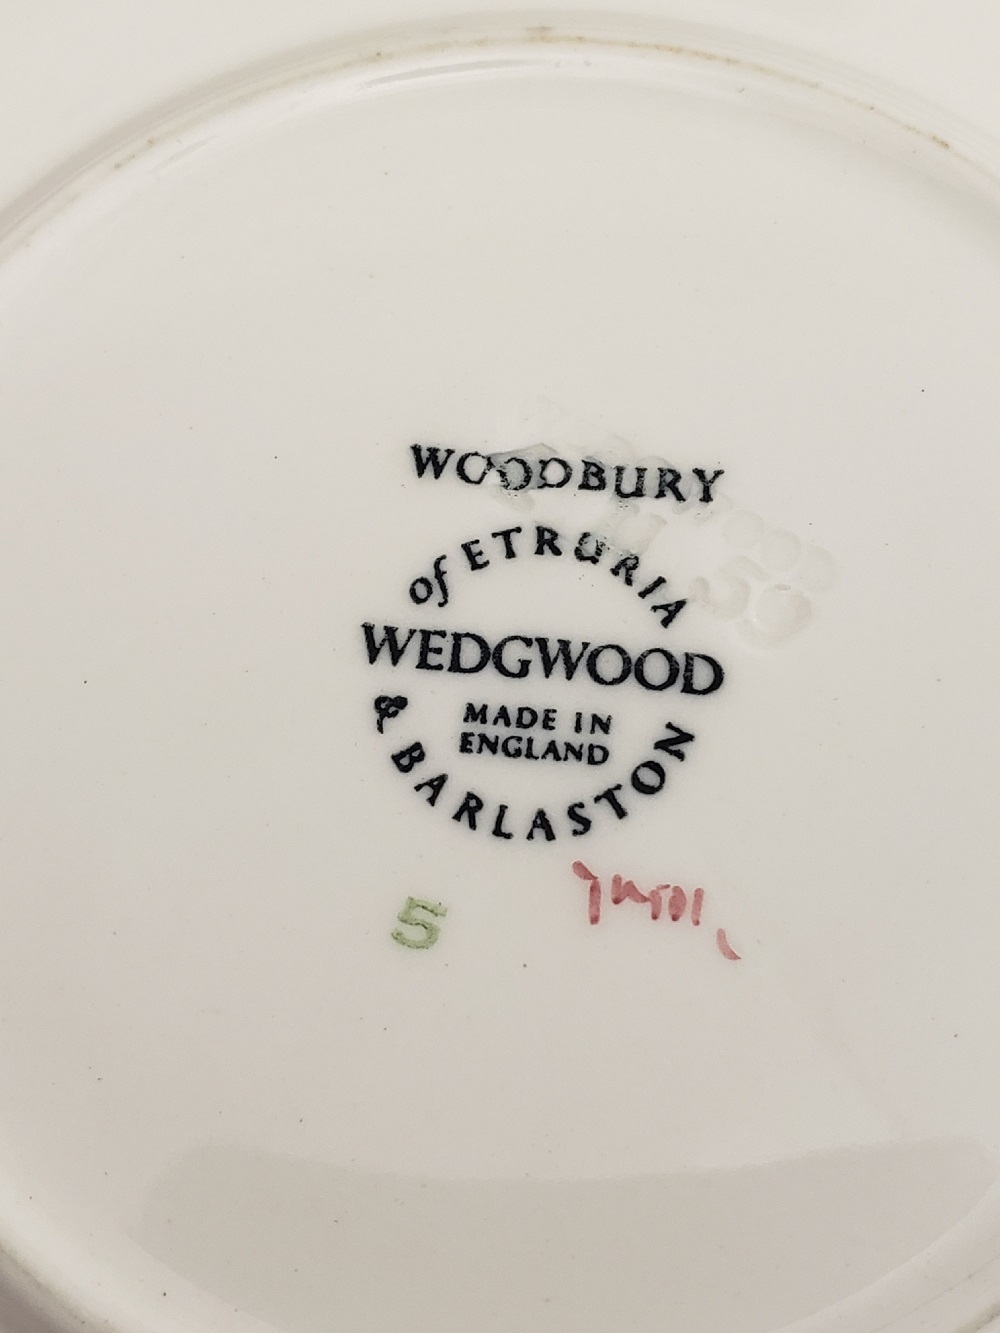 WOODBURY
of ETRURIA
WEDGWOOD
MADE IN
ENGLAND
& BARLASTON
5